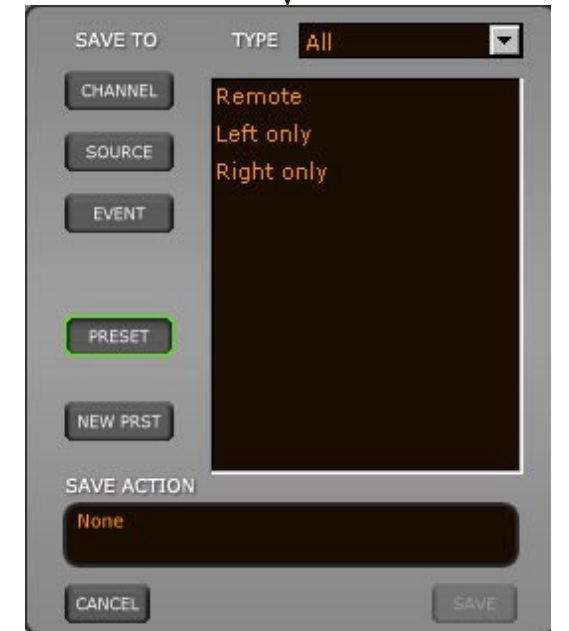 SAVE TO TYPE All
CHANNEL
SOURCE
EVENT
PRESET
NEW PRST
Remote
Left only
Right only
SAVE ACTION
None
CANCEL SAVE